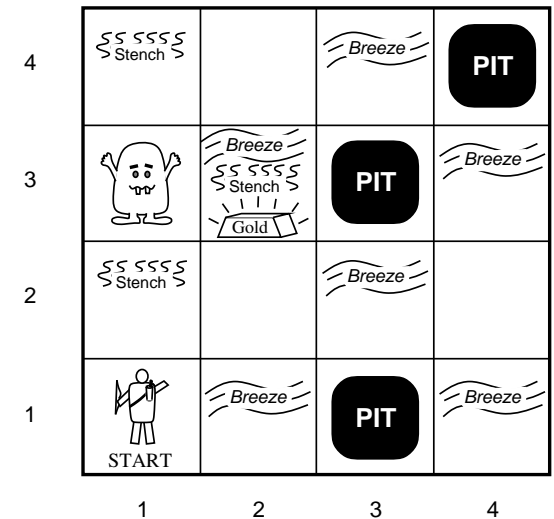 4
Stench
Breeze
PIT
3
Breeze
Stench
Gold
PIT
Breeze
2
Stench
Breeze
1
START
Breeze
PIT
Breeze
1 2 3 4